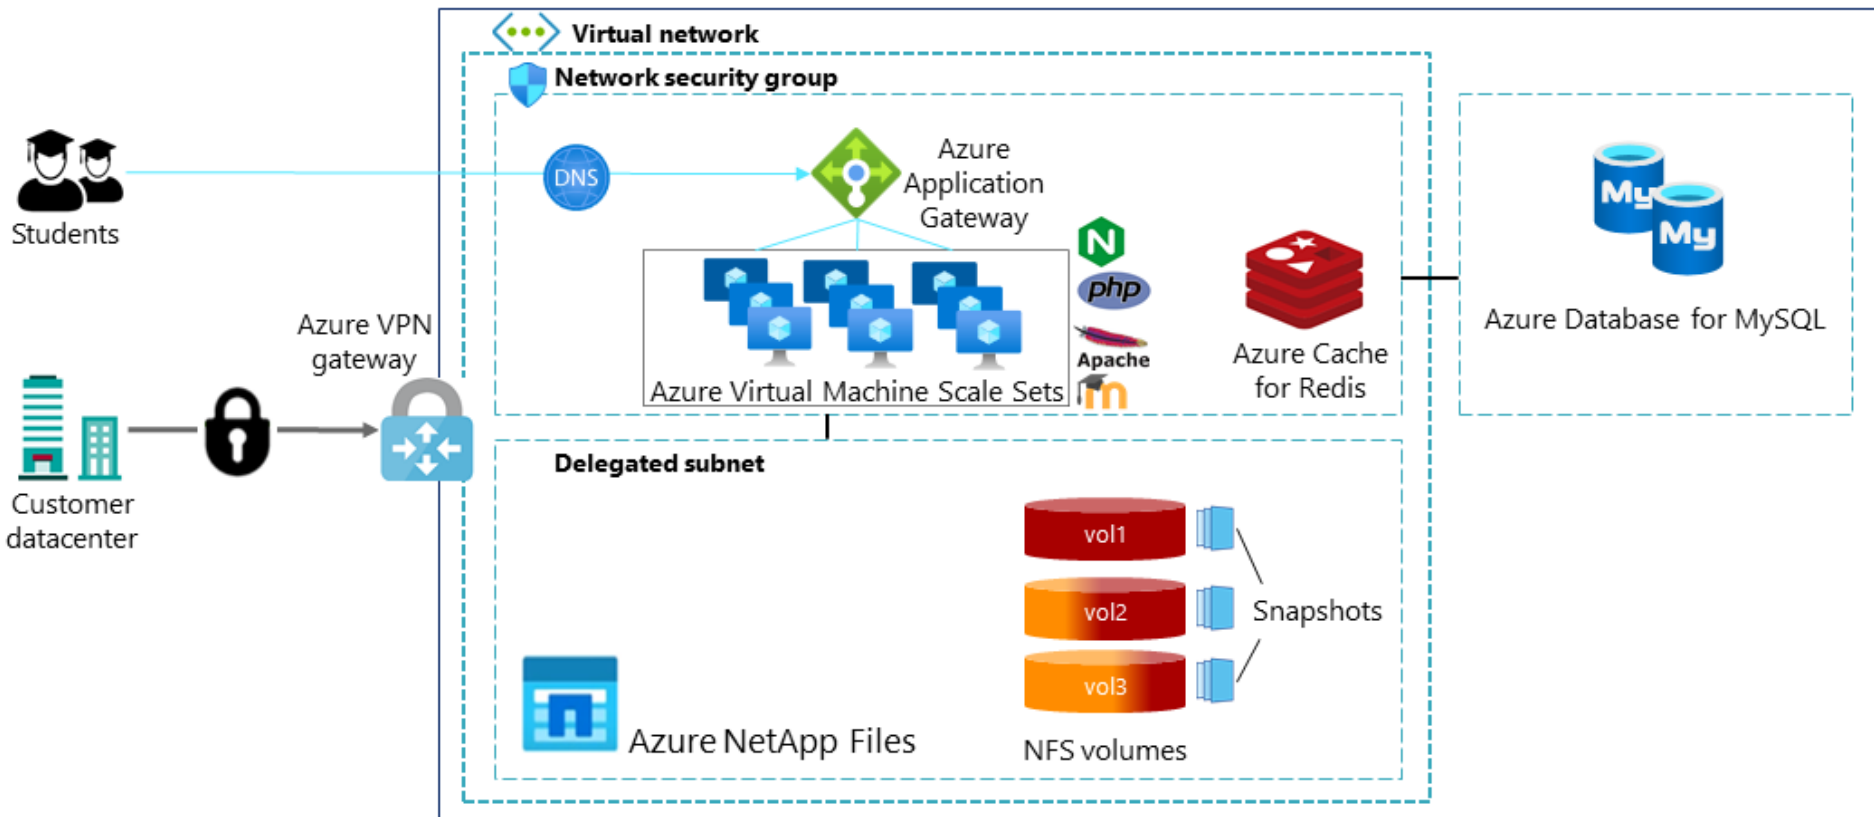 Virtual network
Network security group
Students
DNS
Azure
Application
Gateway
php
Apache
m
Azure Virtual Machine Scale Sets
Azure Cache
for Redis
My
My
Azure Database for MySQL
Azure VPN
gateway
Customer
datacenter
Delegated subnet
vol1
vol2
vol3
Snapshots
NFS volumes
Azure NetApp Files
N